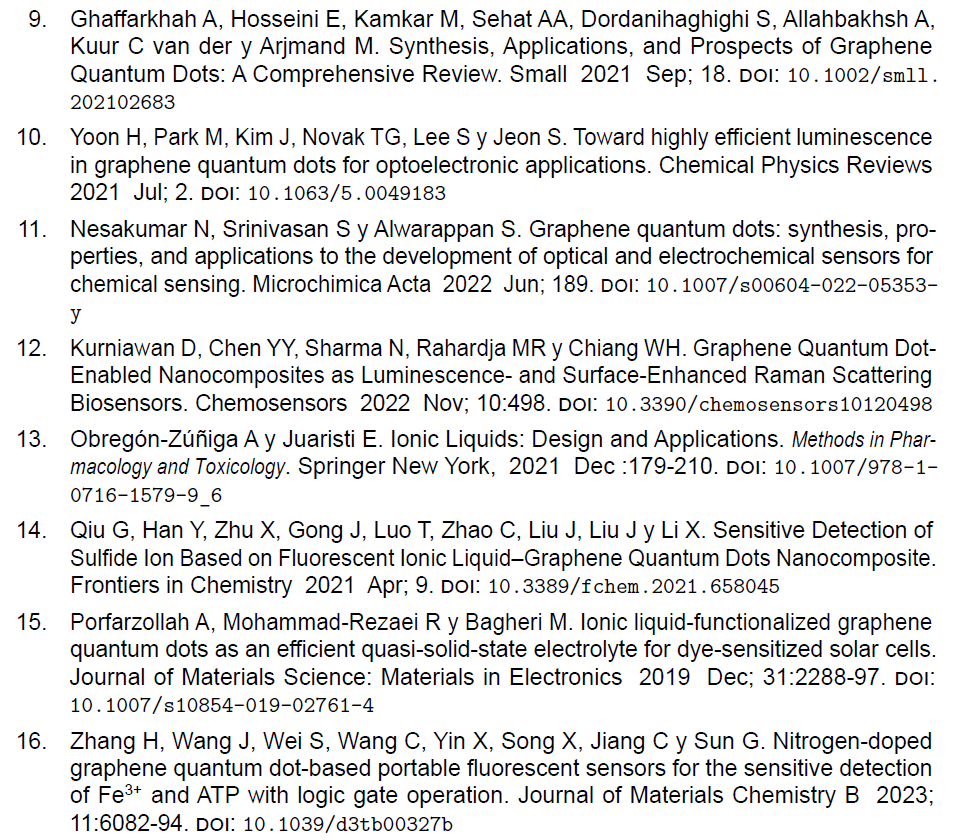 9. Ghaffarkhah A, Hosseini E, Kamkar M, Sehat AA, Dordanihaghighi S, Allahbakhsh A,
Kuur C van der y Arjmand M. Synthesis, Applications, and Prospects of Graphene
Quantum Dots: A Comprehensive Review. Small 2021 Sep; 18. DOI: 10.1002/smll.
202102683
10. Yoon H, Park M, Kim J, Novak TG, Lee S y Jeon S. Toward highly efficient luminescence
in graphene quantum dots for optoelectronic applications. Chemical Physics Reviews
2021 Jul; 2. DOI: 10.1063/5.0049183
11. Nesakumar N, Srinivasan S y Alwarappan S. Graphene quantum dots: synthesis, pro-
perties, and applications to the development of optical and electrochemical sensors for
chemical sensing. Microchimica Acta 2022 Jun; 189. DOI: 10.1007/s00604-022-05353-
y
12. Kurniawan D, Chen YY, Sharma N, Rahardja MR y Chiang WH. Graphene Quantum Dot-
Enabled Nanocomposites as Luminescence- and Surface-Enhanced Raman Scattering
Biosensors. Chemosensors 2022 Nov; 10:498. DOI: 10.3390/chemosensors10120498
13. Obregón-Zúñiga A y Juaristi E. Ionic Liquids: Design and Applications. Methods in Phar-
macology and Toxicology. Springer New York, 2021 Dec :179-210. DOI: 10.1007/978-1-
0716-1579-9_6
14. Qiu G, Han Y, Zhu X, Gong J, Luo T, Zhao C, Liu J, Liu J y Li X. Sensitive Detection of
Sulfide Ion Based on Fluorescent Ionic Liquid–Graphene Quantum Dots Nanocomposite.
Frontiers in Chemistry 2021 Apr; 9. DOI: 10.3389/fchem.2021.658045
15. Porfarzollah A, Mohammad-Rezaei R y Bagheri M. Ionic liquid-functionalized graphene
quantum dots as an efficient quasi-solid-state electrolyte for dye-sensitized solar cells.
Journal of Materials Science: Materials in Electronics 2019 Dec; 31:2288-97. DOI:
10.1007/s10854-019-02761-4
16. Zhang H, Wang J, Wei S, Wang C, Yin X, Song X, Jiang C y Sun G. Nitrogen-doped
graphene quantum dot-based portable fluorescent sensors for the sensitive detection
of Fe³⁺ and ATP with logic gate operation. Journal of Materials Chemistry B 2023;
11:6082-94. DOI: 10.1039/d3tb00327b